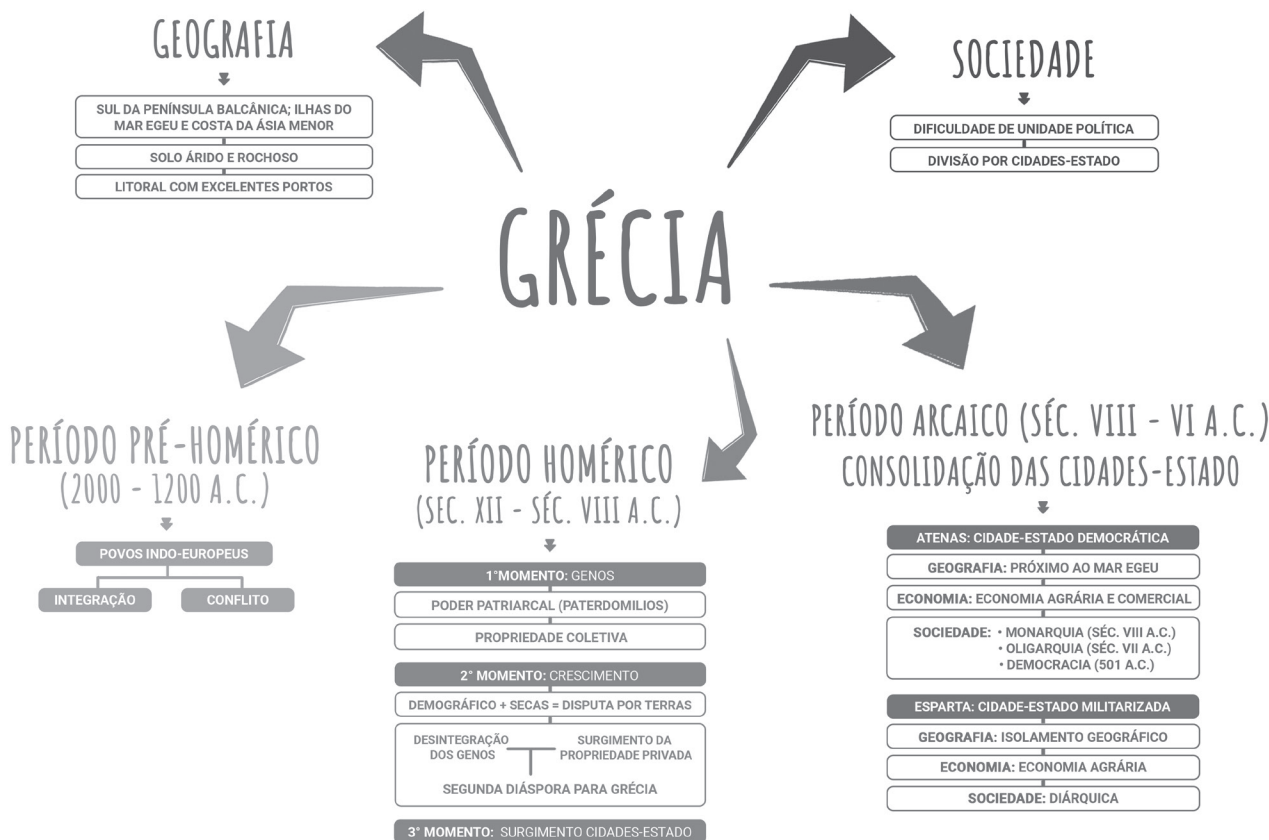 GEOGRAFIA
SUL DA PENÍNSULA BALCÂNICA; ILHAS DO
MAR EGEU E COSTA DA ÁSIA MENOR
SOLO ÁRIDO E ROCHOSO
LITORAL COM EXCELENTES PORTOS
SOCIEDADE
DIFICULDADE DE UNIDADE POLÍTICA
DIVISÃO POR CIDADES-ESTADO
GRÉCIA
PERÍODO PRÉ-HOMÉRICO
(2000 - 1200 A.C.)
POVOS INDO-EUROPEUS
INTEGRAÇÃO
CONFLITO
PERÍODO HOMÉRICO
(SEC. XII - SÉC. VIII A.C.)
1°MOMENTO: GENOS
PODER PATRIARCAL (PATERDOMILIOS)
PROPRIEDADE COLETIVA
2° MOMENTO: CRESCIMENTO
DEMOGRÁFICO + SECAS = DISPUTA POR TERRAS
DESINTEGRAÇÃO
DOS GENOS
SURGIMENTO DA
PROPRIEDADE PRIVADA
SEGUNDA DIÁSPORA PARA GRÉCIA
3° MOMENTO: SURGIMENTO CIDADES-ESTADO
PERÍODO ARCAICO (SÉC. VIII - VI A.C.)
CONSOLIDAÇÃO DAS CIDADES-ESTADO
ATENAS: CIDADE-ESTADO DEMOCRÁTICA
GEOGRAFIA: PRÓXIMO AO MAR EGEU
ECONOMIA: ECONOMIA AGRÁRIA E COMERCIAL
SOCIEDADE: • MONARQUIA (SÉC. VIII A.C.)
• OLIGARQUIA (SÉC. VII A.C.)
• DEMOCRACIA (501 A.C.)
ESPARTA: CIDADE-ESTADO MILITARIZADA
GEOGRAFIA: ISOLAMENTO GEOGRÁFICO
ECONOMIA: ECONOMIA AGRÁRIA
SOCIEDADE: DIÁRQUICA